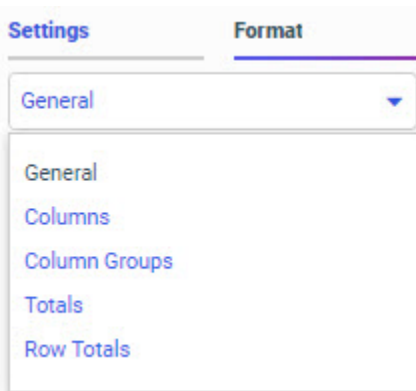 Settings Format
General
General
Columns
Column Groups
Totals
Row Totals